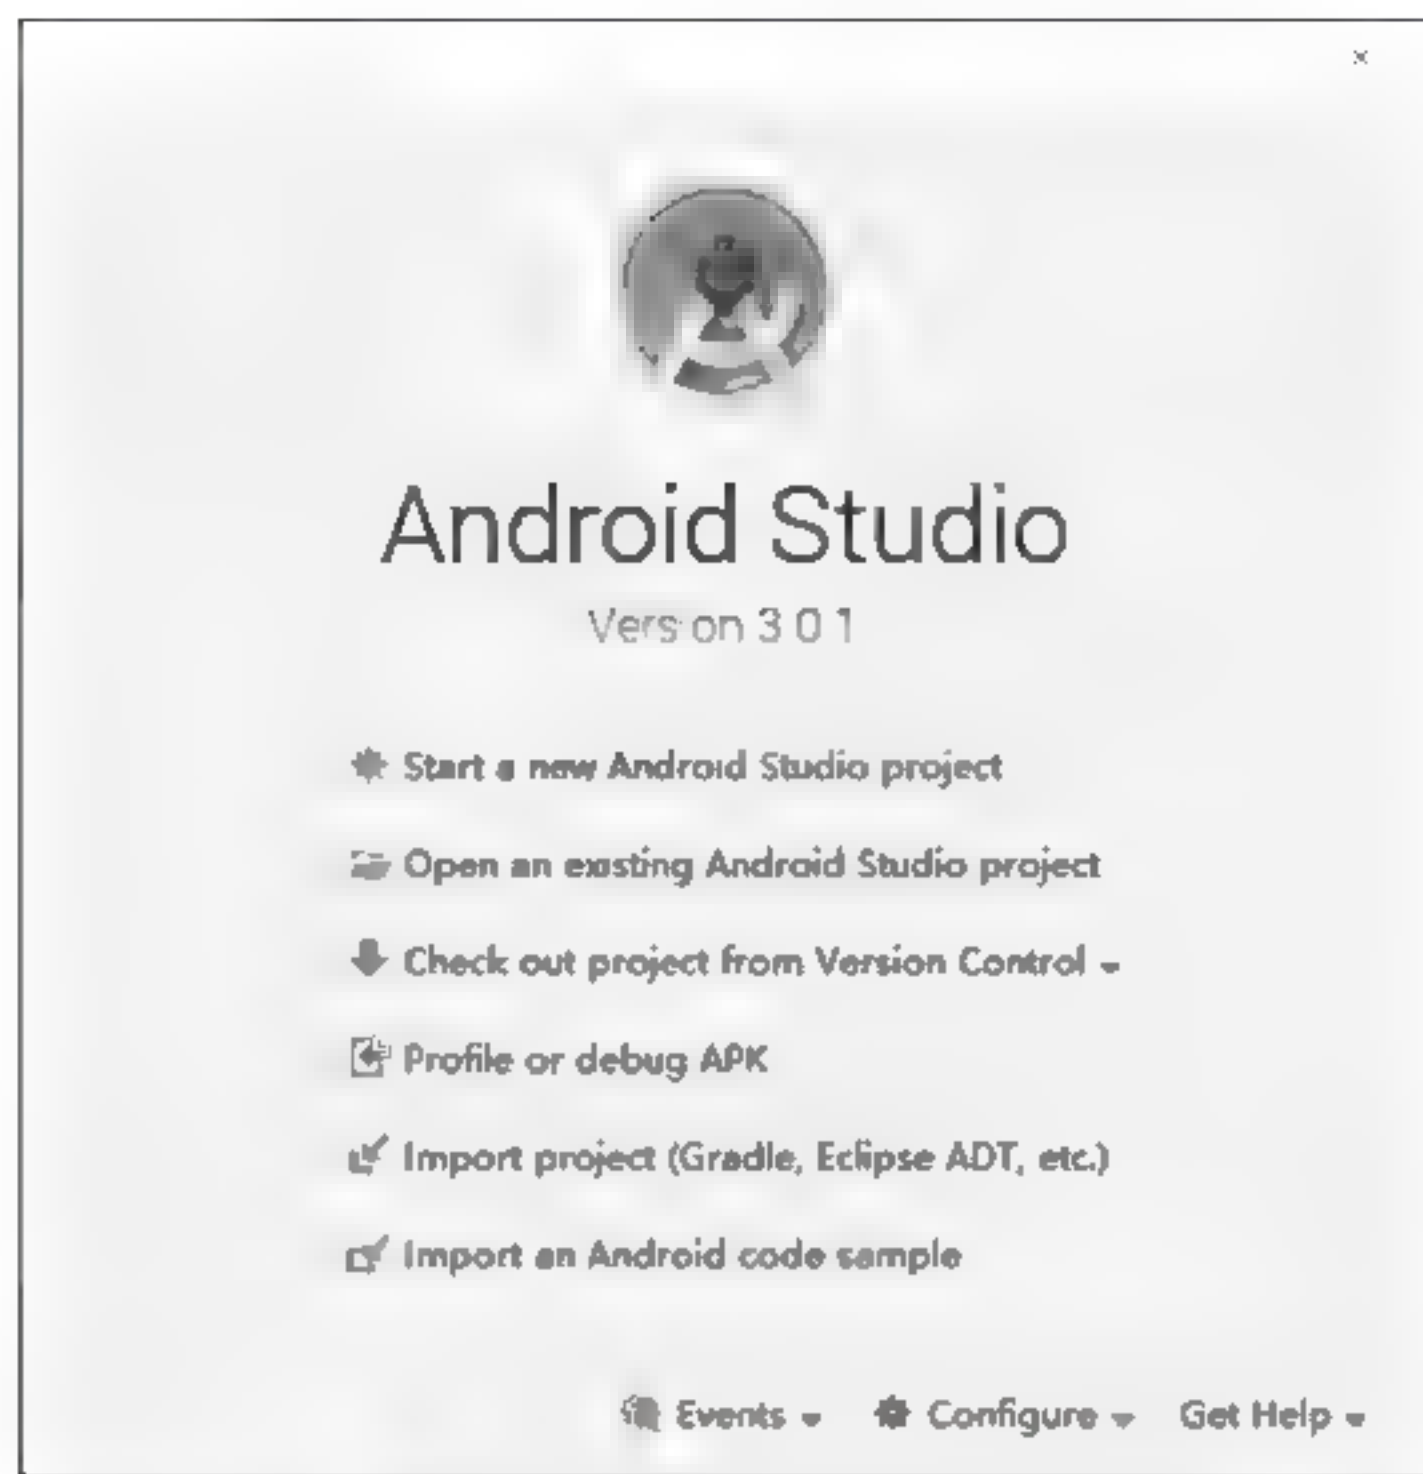 Android Studio
Version 3.0.1
Start a new Android Studio project
Open an existing Android Studio project
Check out project from Version Control
Profile or debug APK
Import project (Gradle, Eclipse ADT, etc.)
Import an Android code sample
Events Configure Get Help